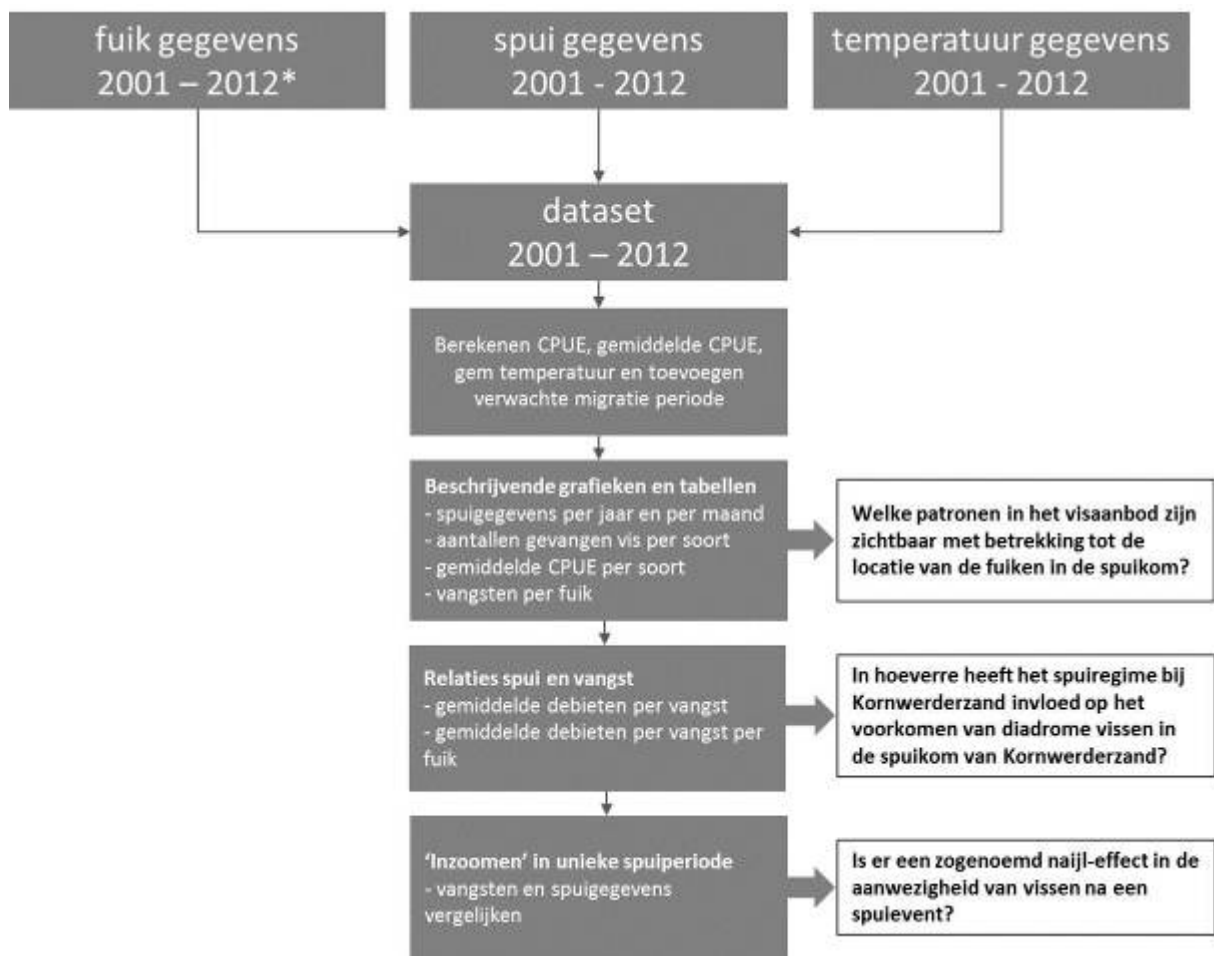 fuik gegevens
2001 – 2012*
spui gegevens
2001 - 2012
temperatuur gegevens
2001 - 2012
dataset
2001 – 2012
Berekenen CPUE, gemiddelde CPUE,
gem temperatuur en toevoegen
verwachte migratie periode
Beschrijvende grafieken en tabellen
- spuigegevens per jaar en per maand
- aantallen gevangen vis per soort
- gemiddelde CPUE per soort
- vangsten per fuik
Welke patronen in het visaanbod zijn
zichtbaar met betrekking tot de
locatie van de fuiken in de spuikom?
Relaties spui en vangst
- gemiddelde debieten per vangst
- gemiddelde debieten per vangst per
fuik
In hoeverre heeft het spuiregime bij
Kornwerderzand invloed op het
voorkomen van diadrome vissen in
de spuikom van Kornwerderzand?
‘Inzoomen’ in unieke spuiperiode
- vangsten en spuigegevens
vergelijken
Is er een zogenoemd naijl-effect in de
aanwezigheid van vissen na een
spuievent?